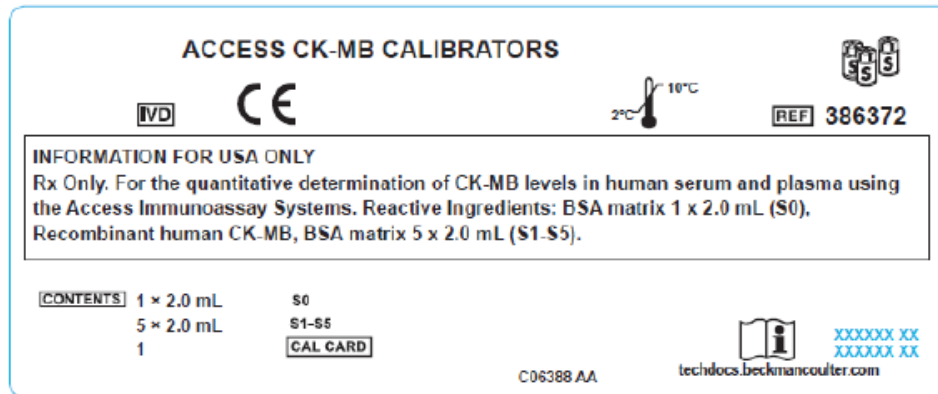 ACCESS CK-MB CALIBRATORS
S S S
IVD CE 2°C 10°C REF 386372
INFORMATION FOR USA ONLY
Rx Only. For the quantitative determination of CK-MB levels in human serum and plasma using
the Access Immunoassay Systems. Reactive Ingredients: BSA matrix 1 x 2.0 mL (S0),
Recombinant human CK-MB, BSA matrix 5 x 2.0 mL (S1-S5).
CONTENTS 1 × 2.0 mL S0
5 × 2.0 mL S1–S5
1 CAL CARD
i XXXXXX XX
XXXXXX XX
techdocs.beckmancoulter.com
C06388 AA